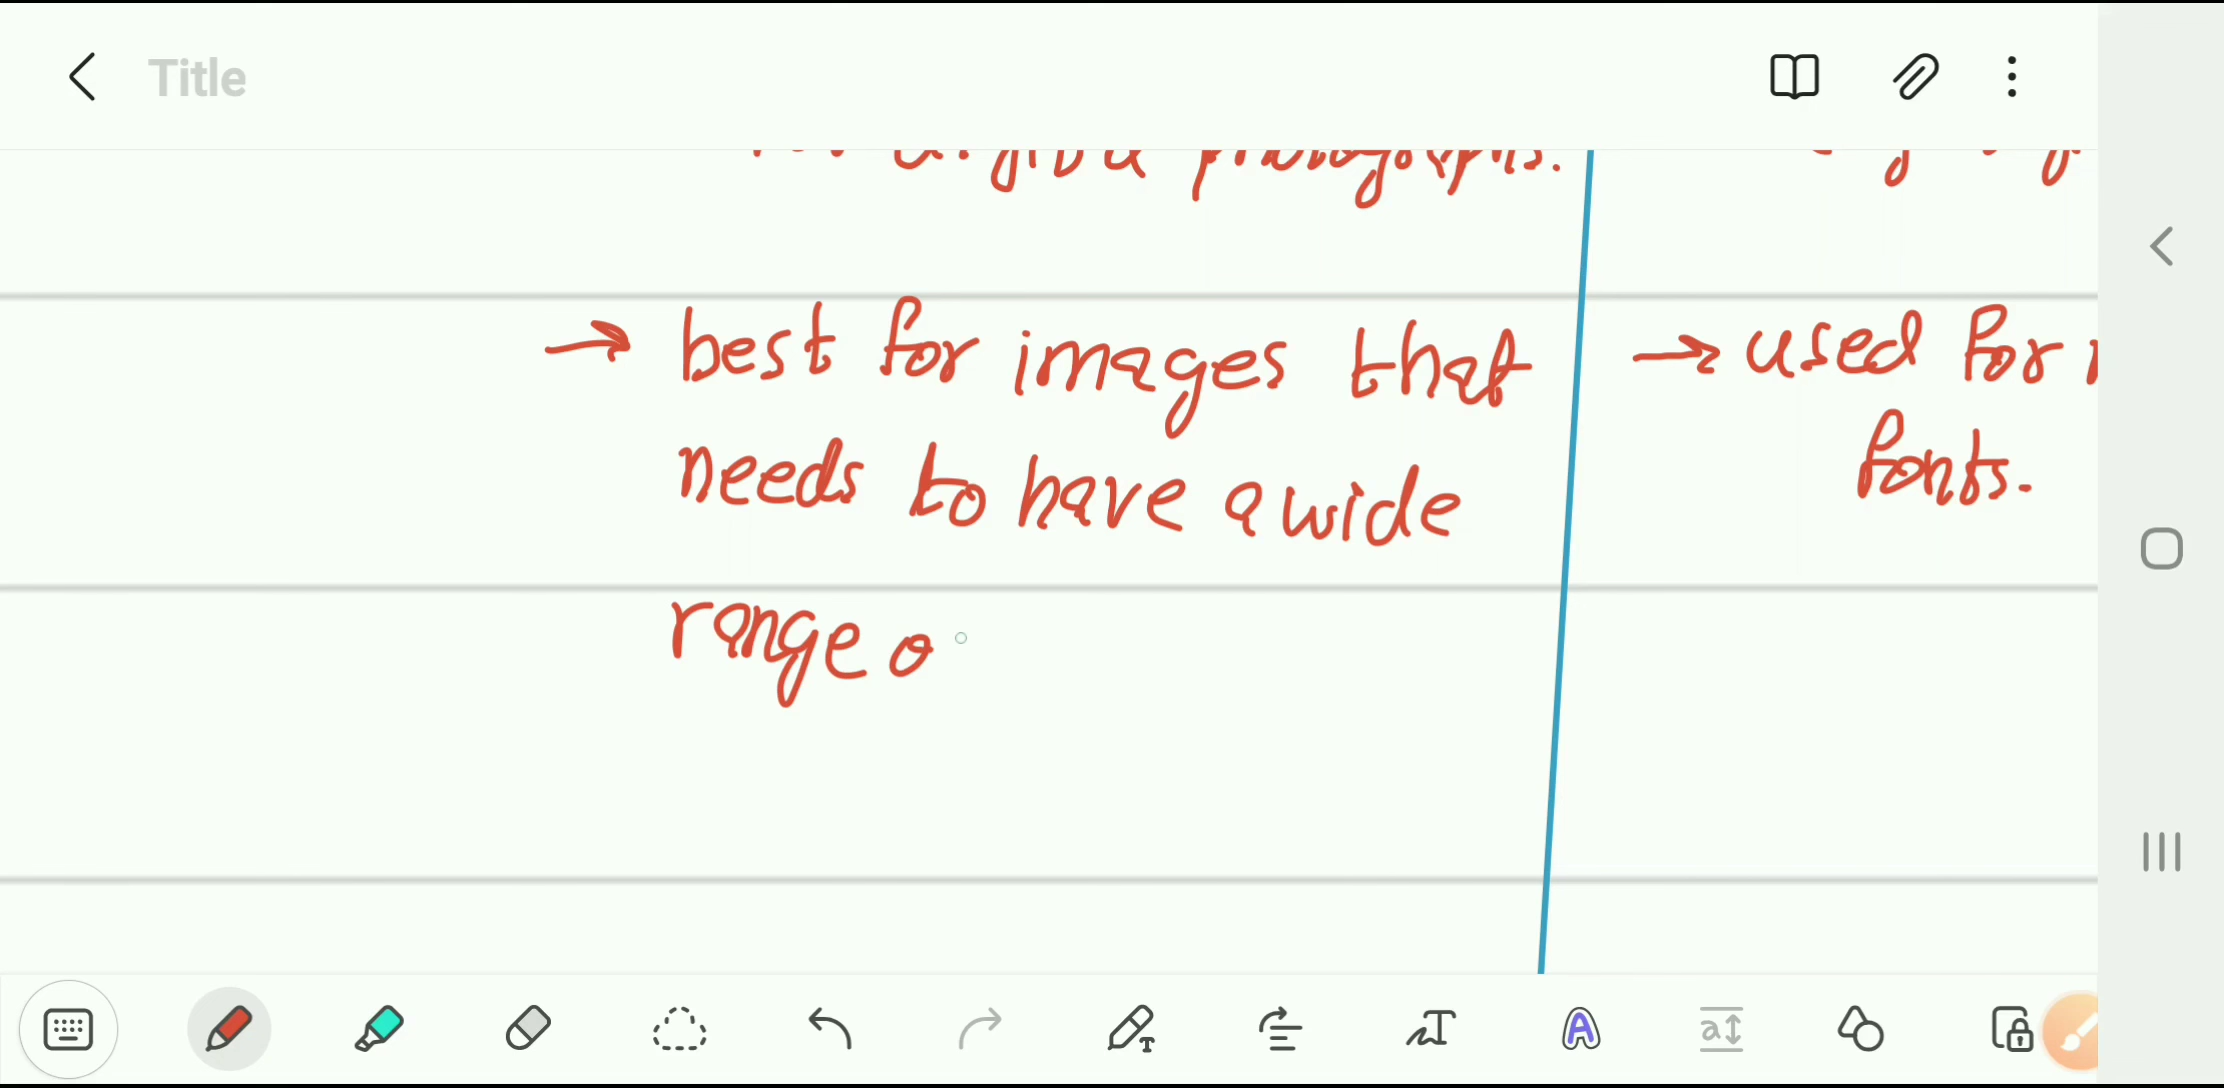 Title
→ best for images that
needs to have a wide
range o
→ used for
fonts.